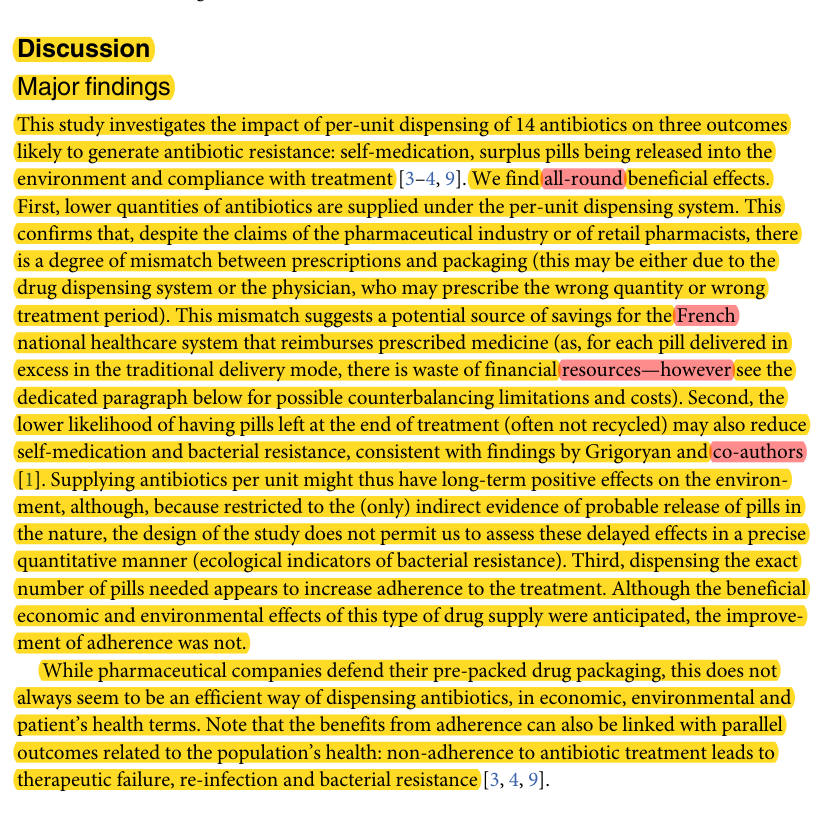 Discussion
Major findings
This study investigates the impact of per-unit dispensing of 14 antibiotics on three outcomes
likely to generate antibiotic resistance: self-medication, surplus pills being released into the
environment and compliance with treatment [3–4, 9]. We find all-round beneficial effects.
First, lower quantities of antibiotics are supplied under the per-unit dispensing system. This
confirms that, despite the claims of the pharmaceutical industry or of retail pharmacists, there
is a degree of mismatch between prescriptions and packaging (this may be either due to the
drug dispensing system or the physician, who may prescribe the wrong quantity or wrong
treatment period). This mismatch suggests a potential source of savings for the French
national healthcare system that reimburses prescribed medicine (as, for each pill delivered in
excess in the traditional delivery mode, there is waste of financial resources—however see the
dedicated paragraph below for possible counterbalancing limitations and costs). Second, the
lower likelihood of having pills left at the end of treatment (often not recycled) may also reduce
self-medication and bacterial resistance, consistent with findings by Grigoryan and co-authors
[1]. Supplying antibiotics per unit might thus have long-term positive effects on the environ-
ment, although, because restricted to the (only) indirect evidence of probable release of pills in
the nature, the design of the study does not permit us to assess these delayed effects in a precise
quantitative manner (ecological indicators of bacterial resistance). Third, dispensing the exact
number of pills needed appears to increase adherence to the treatment. Although the beneficial
economic and environmental effects of this type of drug supply were anticipated, the improve-
ment of adherence was not.
While pharmaceutical companies defend their pre-packed drug packaging, this does not
always seem to be an efficient way of dispensing antibiotics, in economic, environmental and
patient's health terms. Note that the benefits from adherence can also be linked with parallel
outcomes related to the population's health: non-adherence to antibiotic treatment leads to
therapeutic failure, re-infection and bacterial resistance [3, 4, 9].